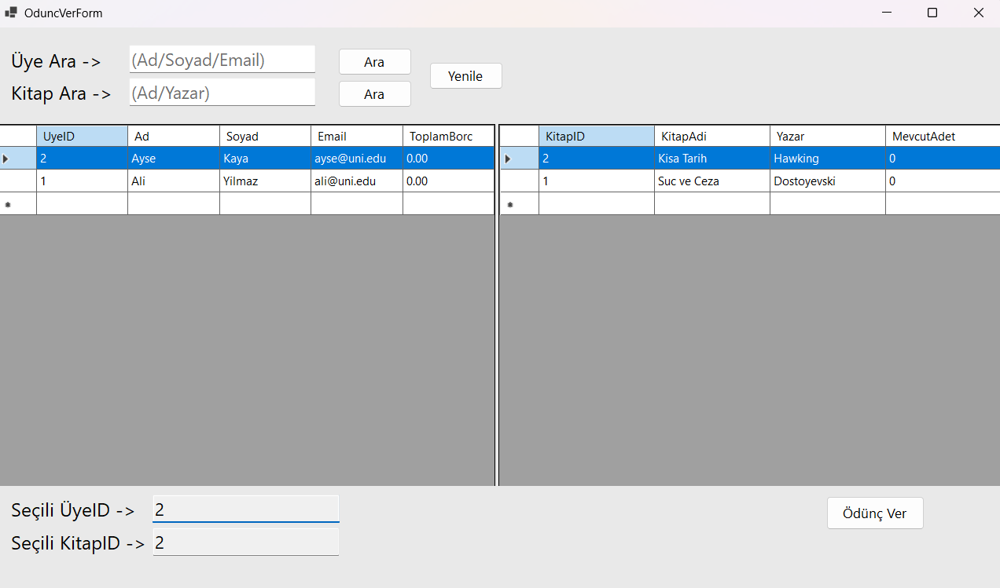 OduncVerForm
Üye Ara -> (Ad/Soyad/Email) Ara
Yenile
Kitap Ara -> (Ad/Yazar) Ara
UyeID Ad Soyad Email ToplamBorc
2 Ayse Kaya ayse@uni.edu 0.00
1 Ali Yilmaz ali@uni.edu 0.00
KitapID KitapAdi Yazar MevcutAdet
2 Kisa Tarih Hawking 0
1 Suc ve Ceza Dostoyevski 0
Seçili ÜyeID -> 2
Seçili KitapID -> 2
Ödünç Ver